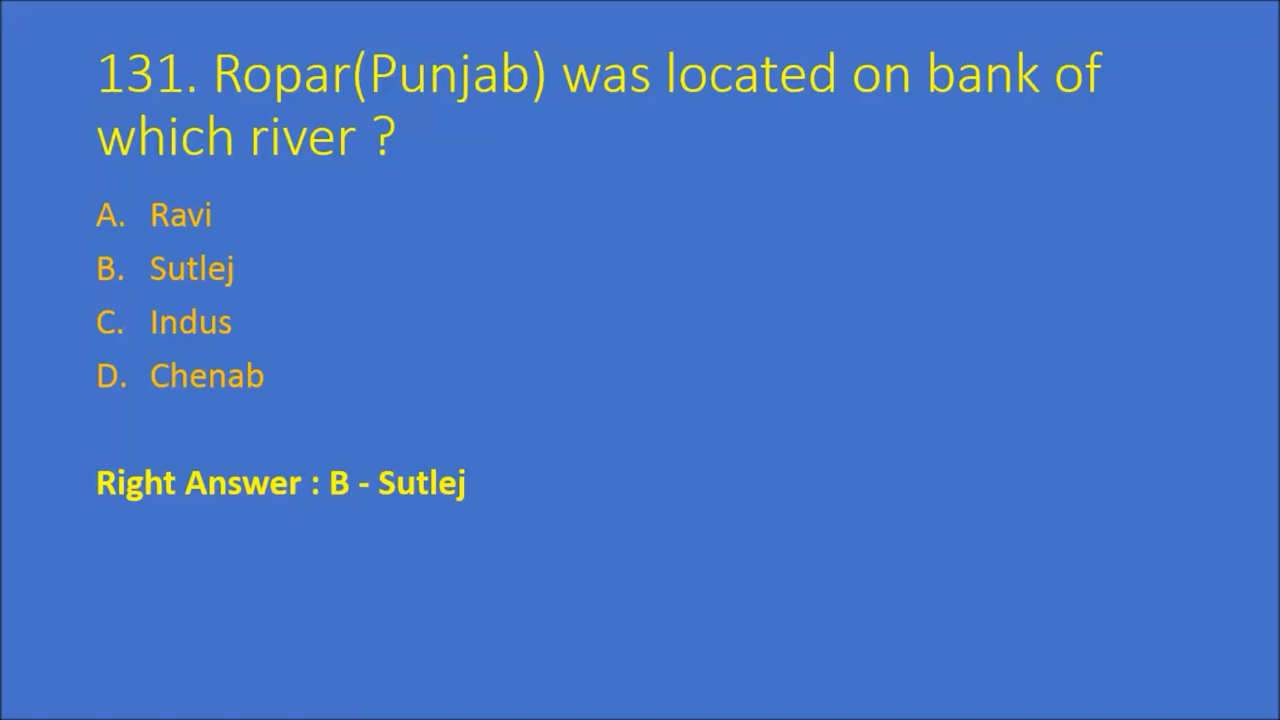 131. Ropar(Punjab) was located on bank of
which river ?
A. Ravi
B. Sutlej
C. Indus
D. Chenab
Right Answer : B - Sutlej